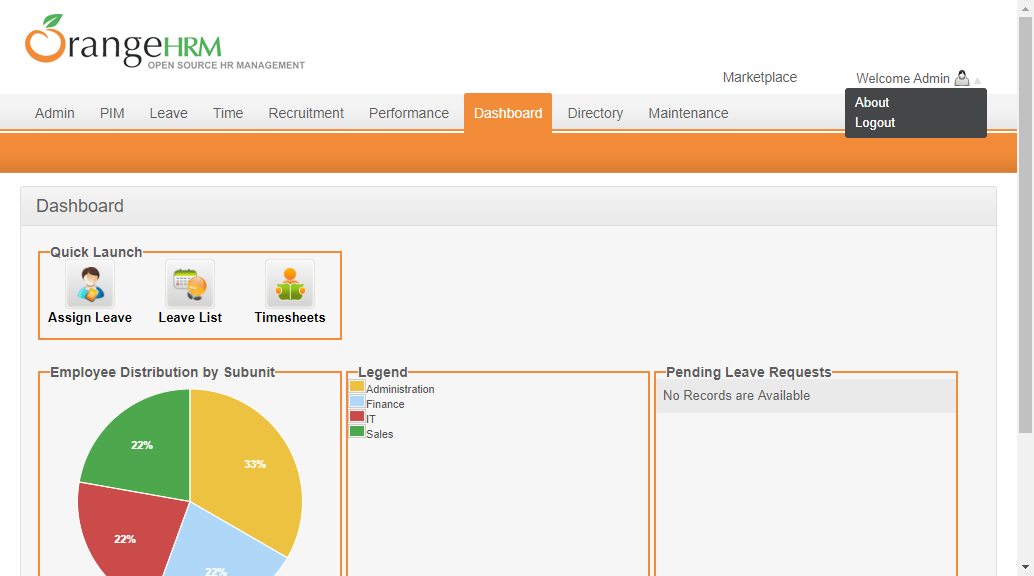 OrangeHRM
OPEN SOURCE HR MANAGEMENT
Marketplace
Welcome Admin
About
Logout
Admin PIM Leave Time Recruitment Performance Dashboard Directory Maintenance
Dashboard
Quick Launch
Assign Leave Leave List Timesheets
Employee Distribution by Subunit
22%
33%
22%
22%
Legend
Administration
Finance
IT
Sales
Pending Leave Requests
No Records are Available